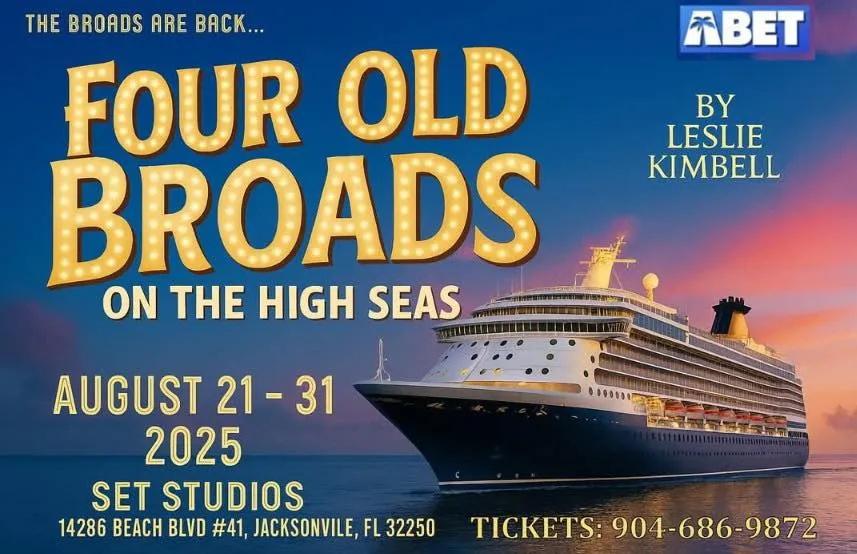 THE BROADS ARE BACK...
ABET
FOUR OLD
BROADS
ON THE HIGH SEAS
BY
LESLIE
KIMBELL
AUGUST 21 - 31
2025
SET STUDIOS
14286 BEACH BLVD #41, JACKSONVILE, FL 32250
TICKETS: 904-686-9872